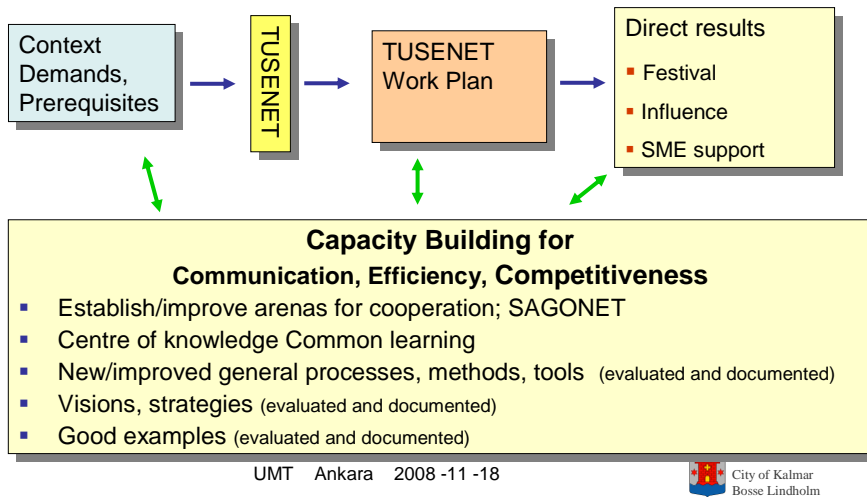 Context
Demands,
Prerequisites
TUSENET
TUSENET
Work Plan
Direct results
▪ Festival
▪ Influence
▪ SME support
Capacity Building for
Communication, Efficiency, Competitiveness
▪ Establish/improve arenas for cooperation; SAGONET
▪ Centre of knowledge Common learning
▪ New/improved general processes, methods, tools (evaluated and documented)
▪ Visions, strategies (evaluated and documented)
▪ Good examples (evaluated and documented)
UMT Ankara 2008 -11 -18
City of Kalmar
Bosse Lindholm